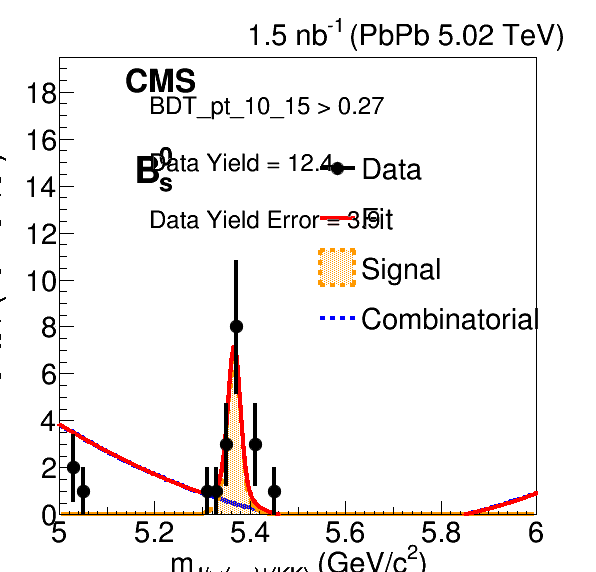 1.5 nb-1 (PbPb 5.02 TeV)
CMS
BDT_pt_10_15 > 0.27
B0s
Data Yield = 12.4
Data Yield Error = 3.9
Data
Fit
Signal
Combinatorial
18
16
14
12
10
8
6
4
2
0
5 5.2 5.4 5.6 5.8 6
m (GeV/c2)